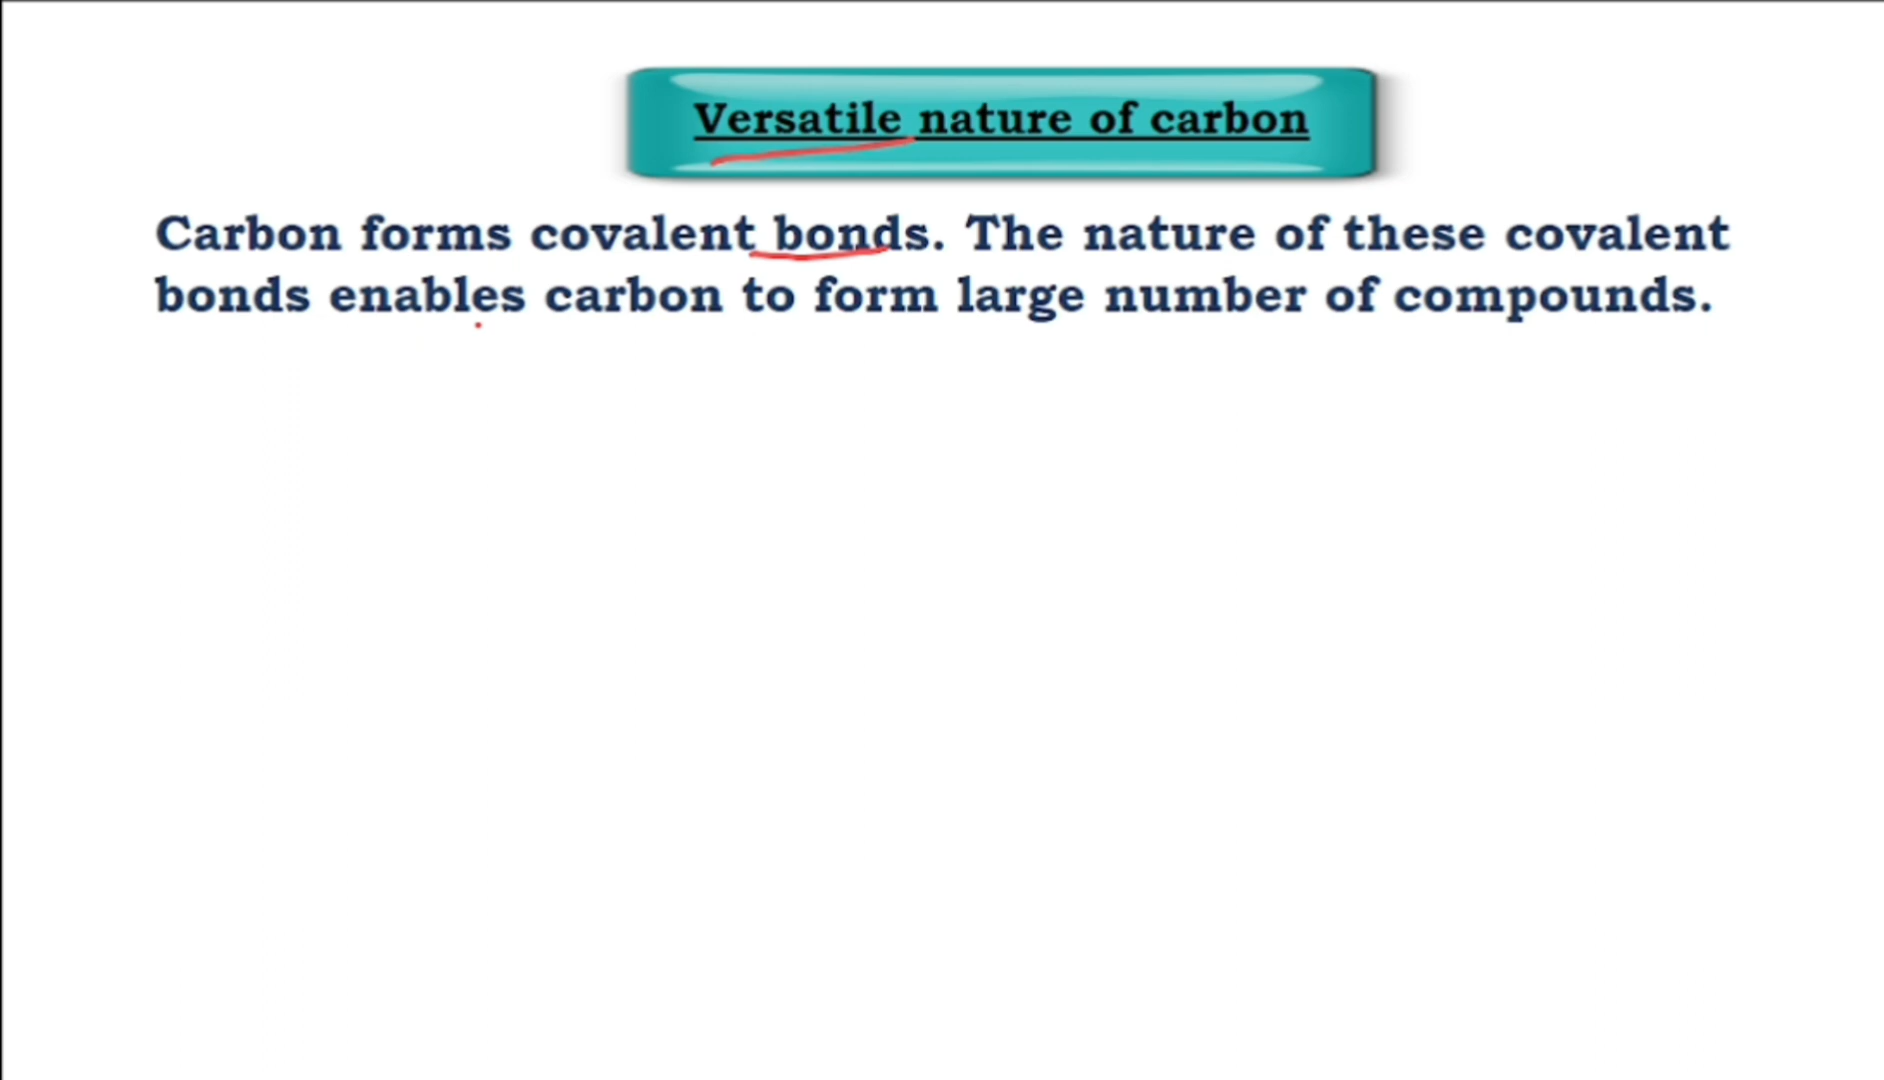 Versatile nature of carbon
Carbon forms covalent bonds. The nature of these covalent
bonds enables carbon to form large number of compounds.